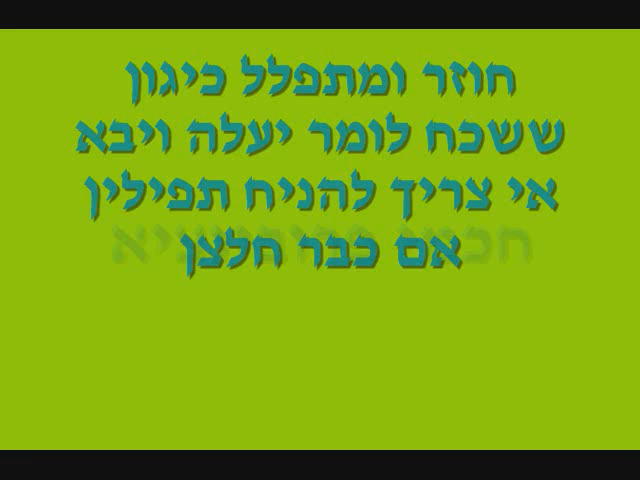 חוזר ומתפלל כיגון
ששכח לומר יעלה ויבא
אי צריך להניח תפילין
אם כבר חלצן